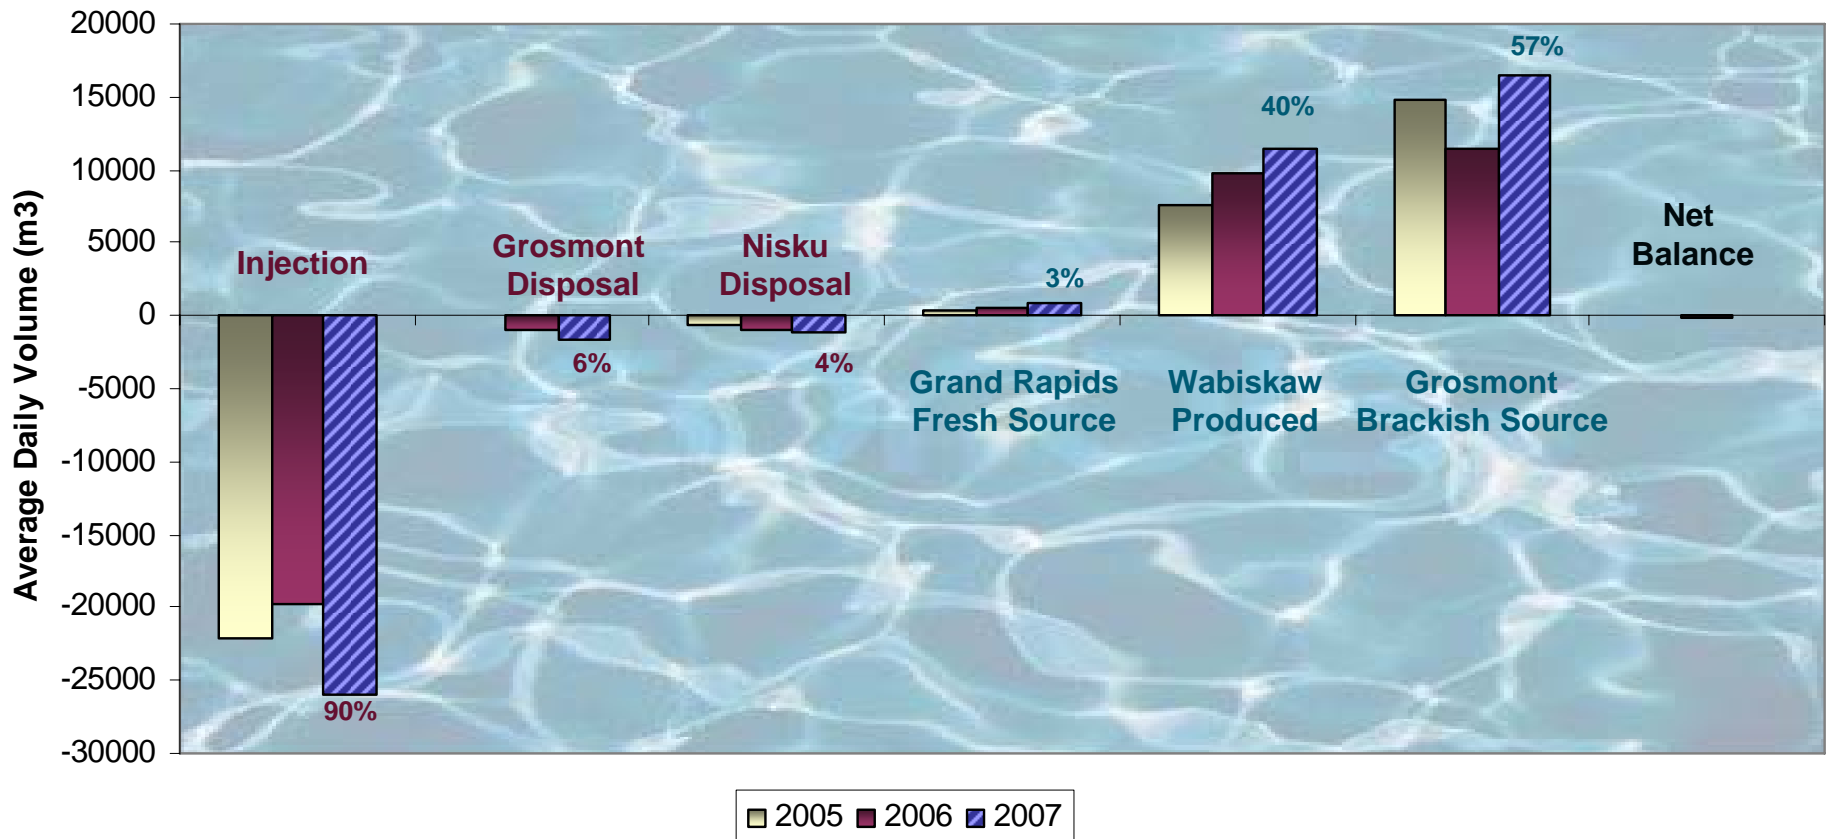 20000
15000
10000
5000
0
-5000
-10000
-15000
-20000
-25000
-30000
Average Daily Volume (m3)
Injection
90%
Grosmont
Disposal
6%
Nisku
Disposal
4%
3%
Grand Rapids
Fresh Source
40%
Wabiskaw
Produced
57%
Grosmont
Brackish Source
Net
Balance
2005 2006 2007